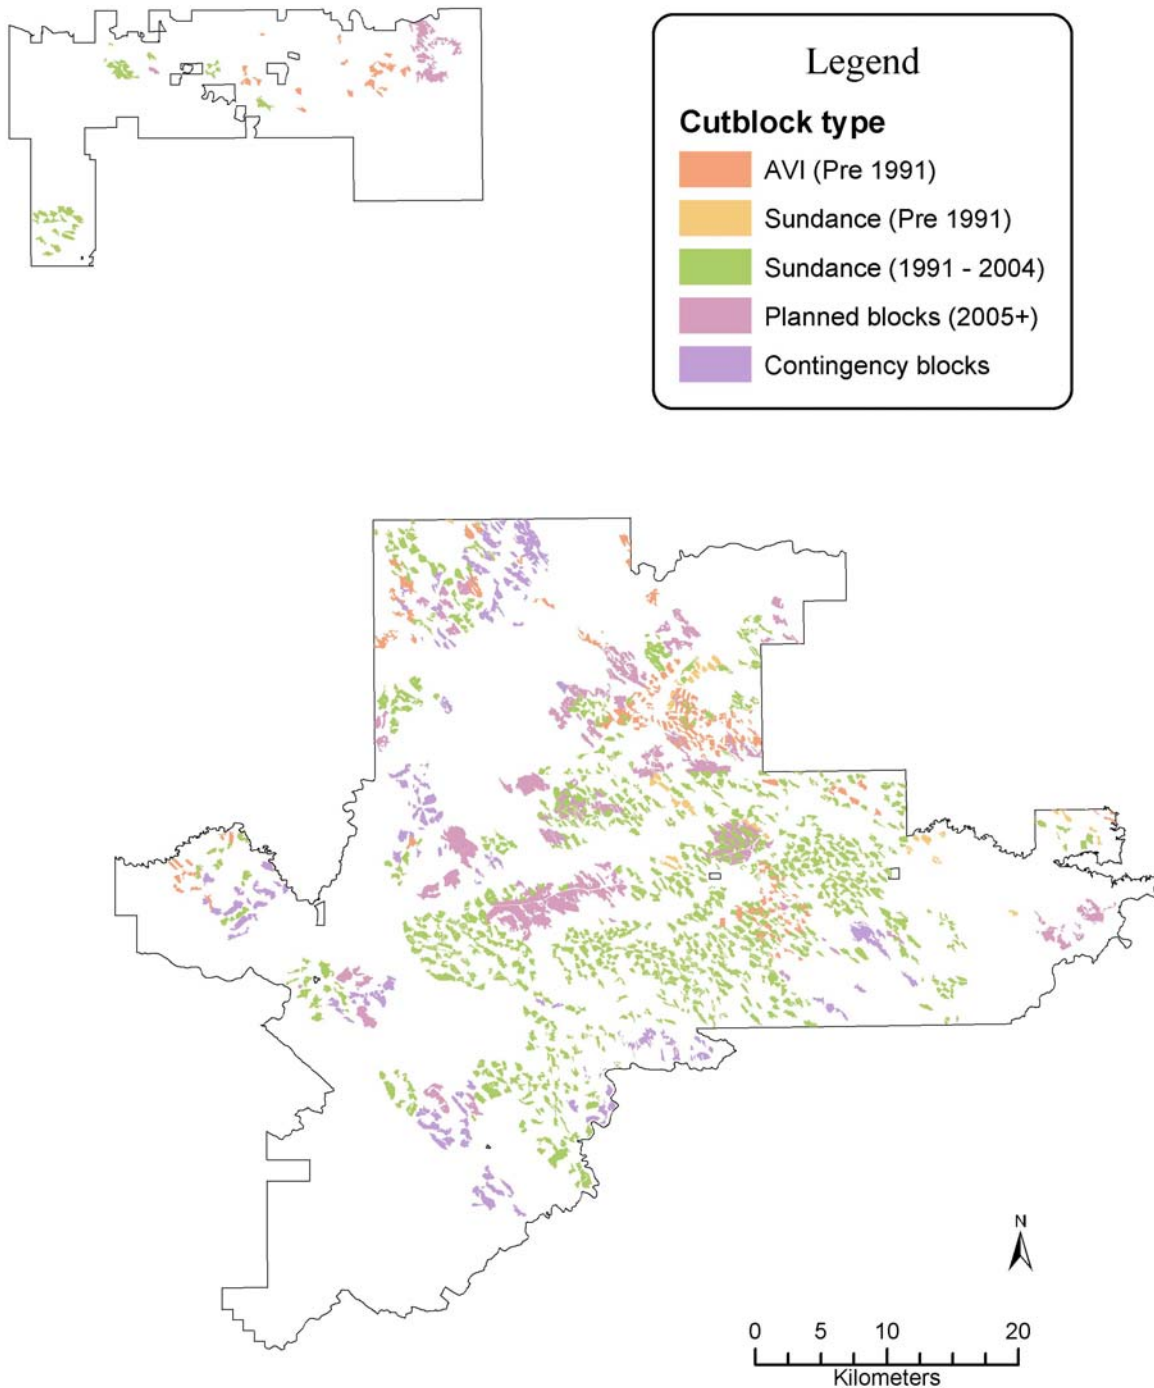 Legend
Cutblock type
AVI (Pre 1991)
Sundance (Pre 1991)
Sundance (1991 - 2004)
Planned blocks (2005+)
Contingency blocks
N
0 5 10 20
Kilometers